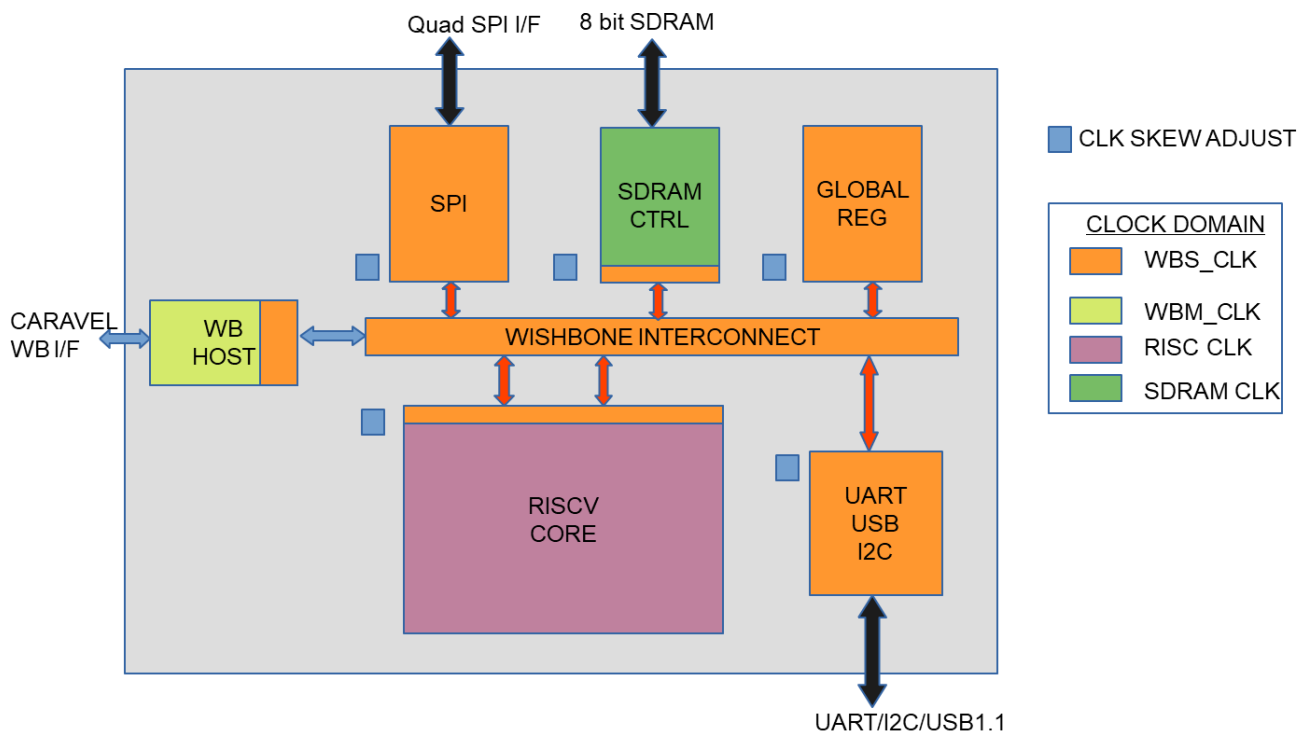 Quad SPI I/F
8 bit SDRAM
SPI
SDRAM
CTRL
GLOBAL
REG
CLK SKEW ADJUST
CLOCK DOMAIN
WBS_CLK
WBM_CLK
RISC CLK
SDRAM CLK
CARAVEL
WB I/F
WB
HOST
WISHBONE INTERCONNECT
RISCV
CORE
UART
USB
I2C
UART/I2C/USB1.1